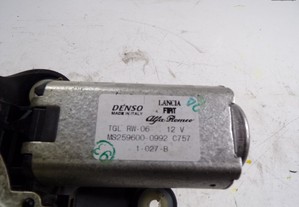 DENSO
MADE IN ITALY
LANCIA
FIAT
Alfa-Romeo
TGL RW-06 12 V
MS259600-0992 C757
1-027-B